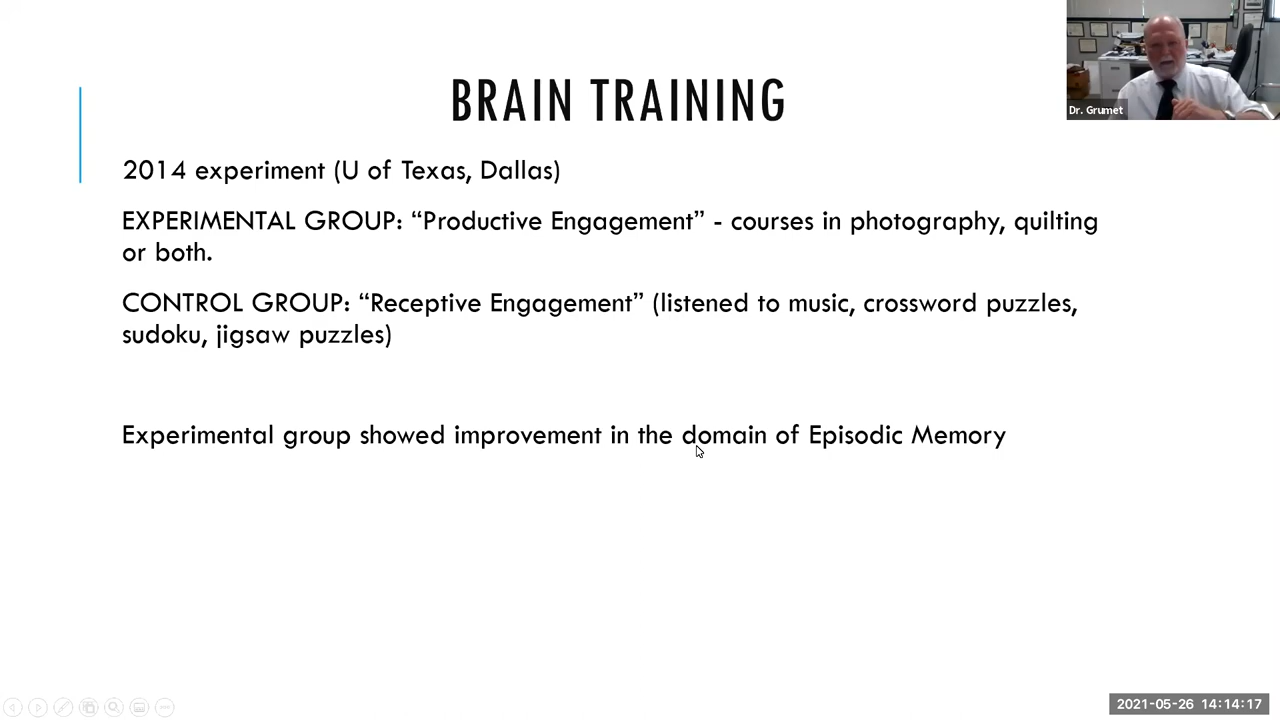 BRAIN TRAINING
Dr. Grumet
2014 experiment (U of Texas, Dallas)
EXPERIMENTAL GROUP: “Productive Engagement” - courses in photography, quilting
or both.
CONTROL GROUP: “Receptive Engagement” (listened to music, crossword puzzles,
sudoku, jigsaw puzzles)
Experimental group showed improvement in the domain of Episodic Memory
2021-05-26 14:14:17